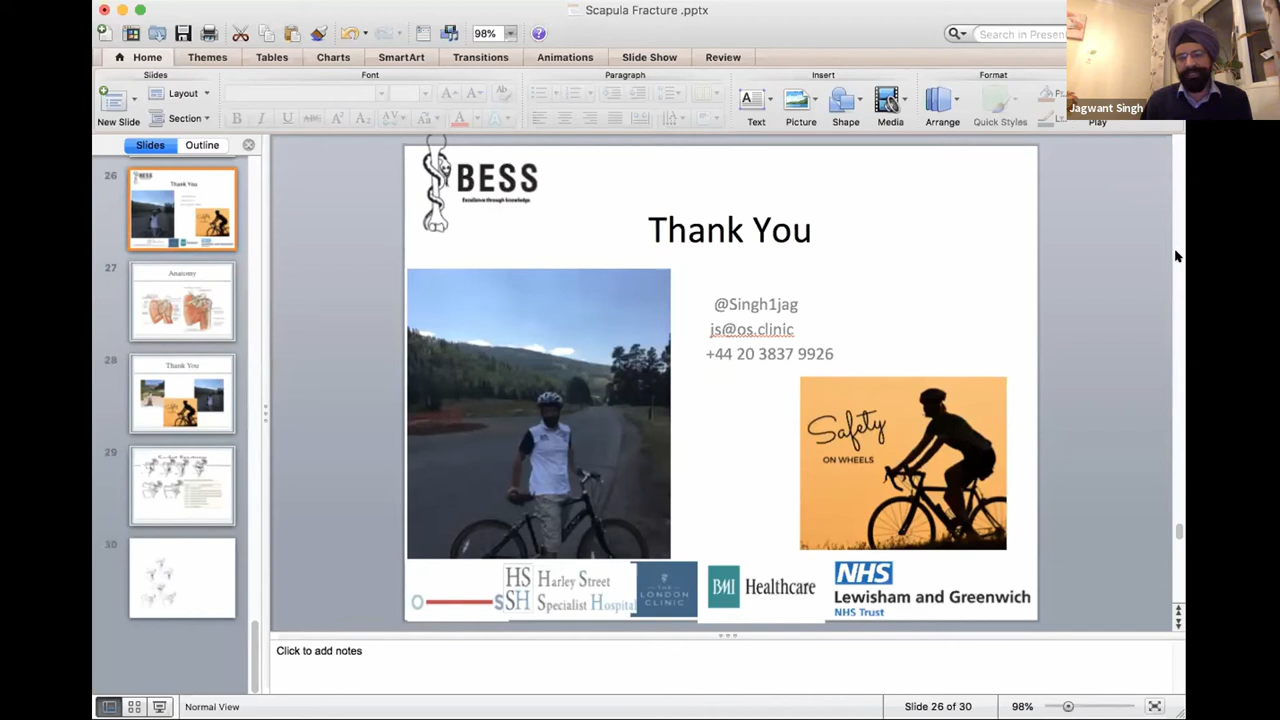 Scapula Fracture .pptx
98%
Search in Presen
Home
Themes
Tables
Charts
SmartArt
Transitions
Animations
Slide Show
Review
Slides
Font
Paragraph
Insert
Format
New Slide
Layout
Section
Text
Picture
Shape
Media
Arrange
Quick Styles
Play
Jagwant Singh
Slides
Outline
26
Thank You
27
Anatomy
28
Thank You
29
30
BESS
Excellence through knowledge
Thank You
@Singh1jag
js@os.clinic
+44 20 3837 9926
Safety
ON WHEELS
HS
SH
Harley Street
Specialist Hospital
THE
LONDON
CLINIC
BMI Healthcare
NHS
Lewisham and Greenwich
NHS Trust
Click to add notes
Normal View
Slide 26 of 30
98%